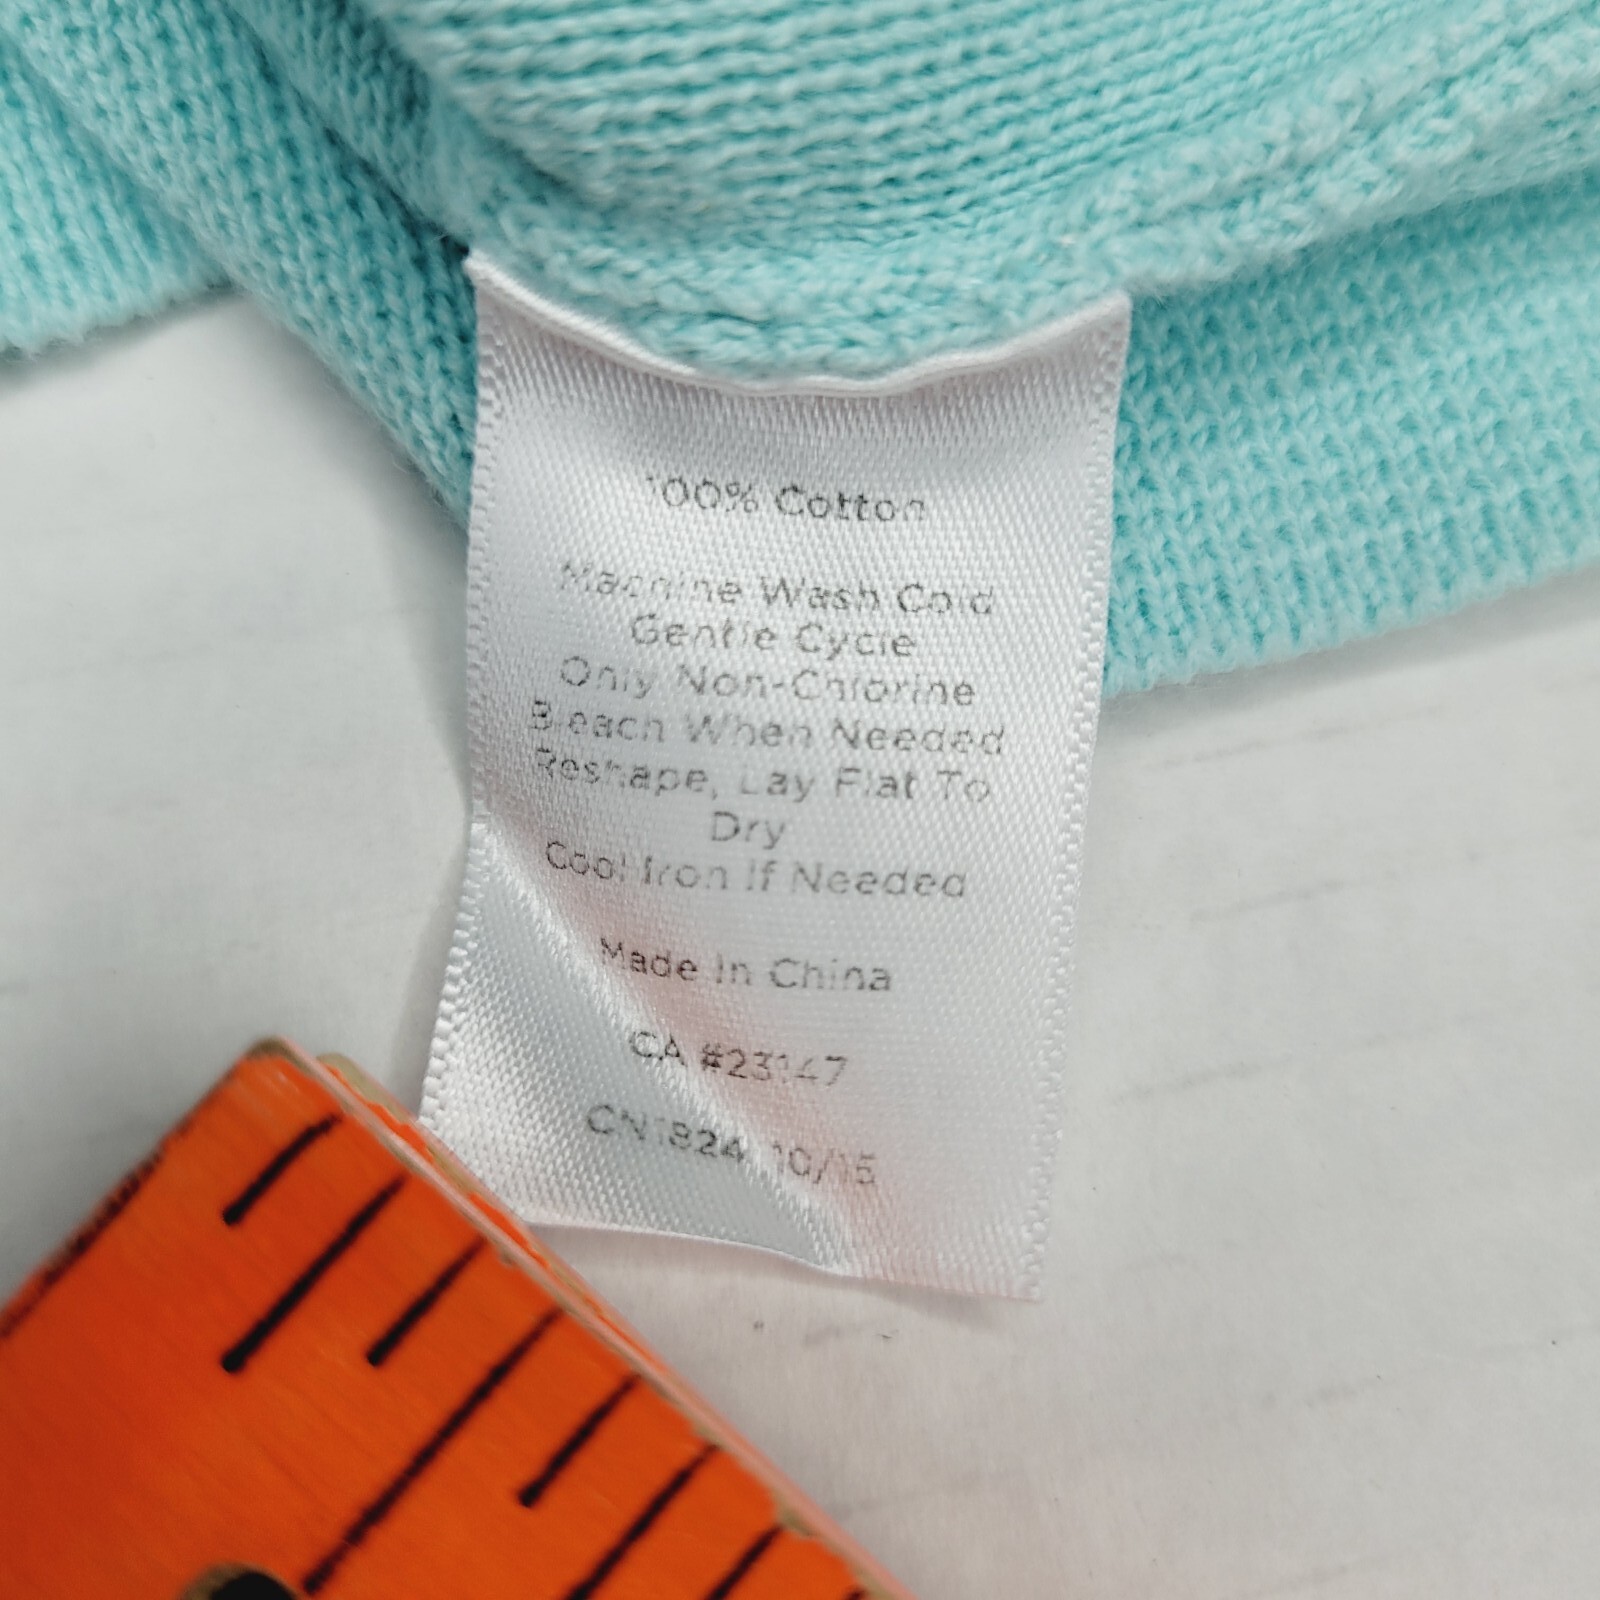 100% Cotton
Machine Wash Cold
Gentle Cycle
Only Non-Chlorine
Bleach When Needed
Reshape, Lay Flat To
Dry
Cool Iron If Needed
Made In China
CA #23147
CN1824 10/15